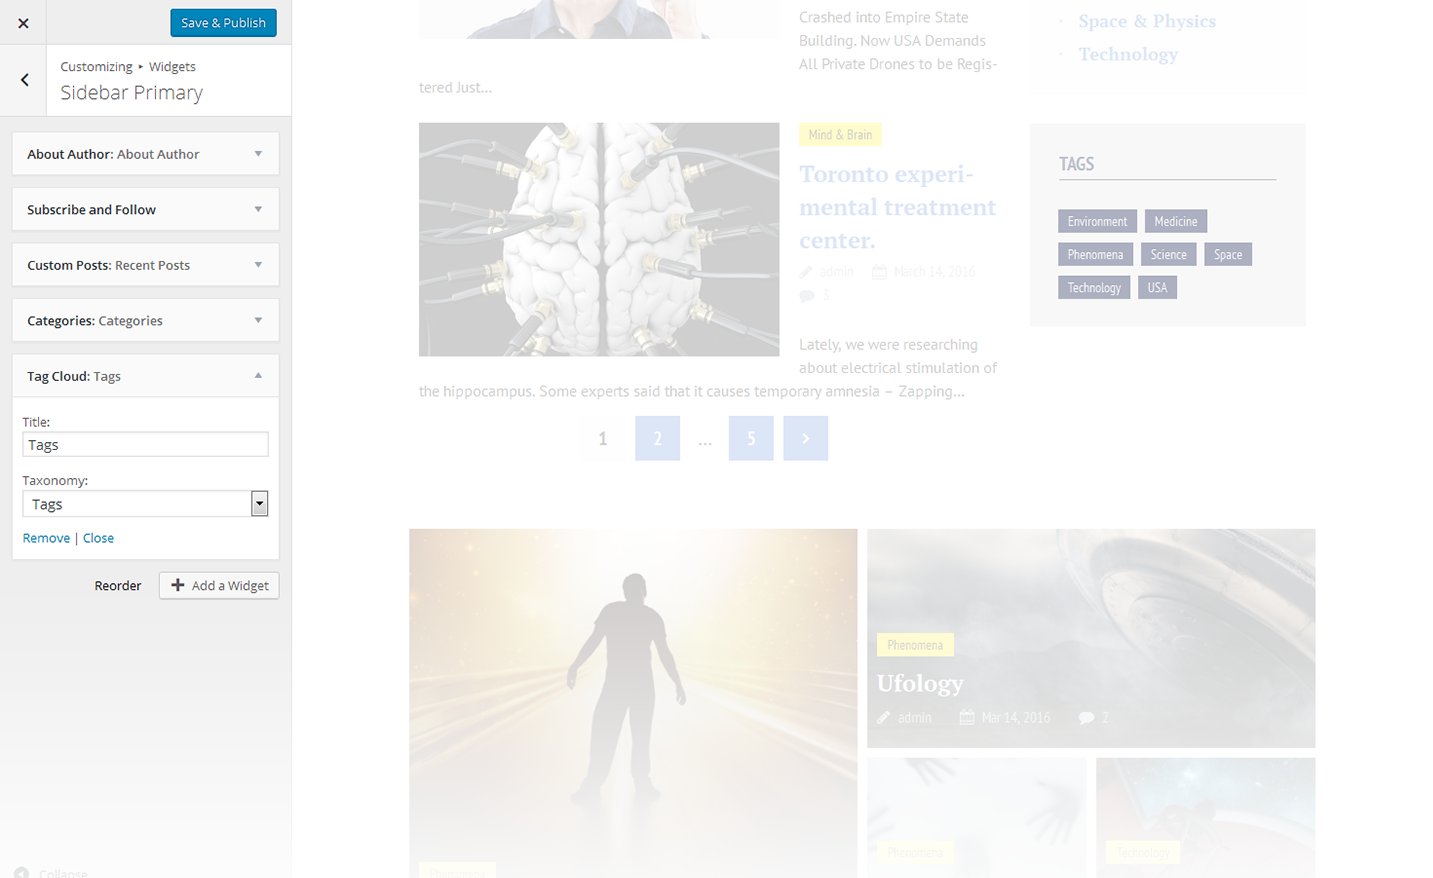 Save & Publish
Customizing ▸ Widgets
Sidebar Primary
About Author: About Author
Subscribe and Follow
Custom Posts: Recent Posts
Categories: Categories
Tag Cloud: Tags
Title:
Tags
Taxonomy:
Tags
Remove | Close
Reorder
Add a Widget
Collapse
Crashed into Empire State
Building. Now USA Demands
All Private Drones to be Regis-
tered Just...
Mind & Brain
Toronto experi-
mental treatment
center.
admin March 14, 2016
3
Lately, we were researching
about electrical stimulation of
the hippocampus. Some experts said that it causes temporary amnesia – Zapping...
1 2 ... 5
Space & Physics
Technology
TAGS
Environment Medicine
Phenomena Science Space
Technology USA
Phenomena
Phenomena
Ufology
admin Mar 14, 2016 2
Phenomena
Technology